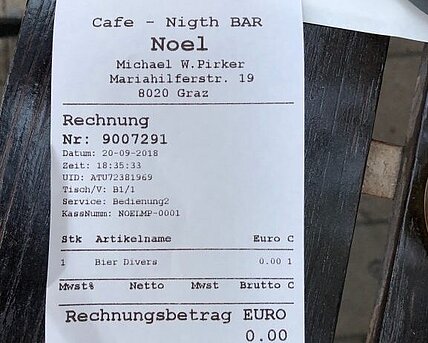 Cafe - Nigth BAR
Noel
Michael W.Pirker
Mariahilferstr. 19
8020 Graz
Rechnung
Nr: 9007291
Datum: 20-09-2018
Zeit: 18:35:33
UID: ATU72381969
Tisch/V: B1/1
Service: Bedienung2
KassNumm: NOELMP-0001
Stk Artikelname Euro C
1 Bier Divers 0.00 1
Mwst% Netto Mwst Brutto C
Rechnungsbetrag EURO
0.00